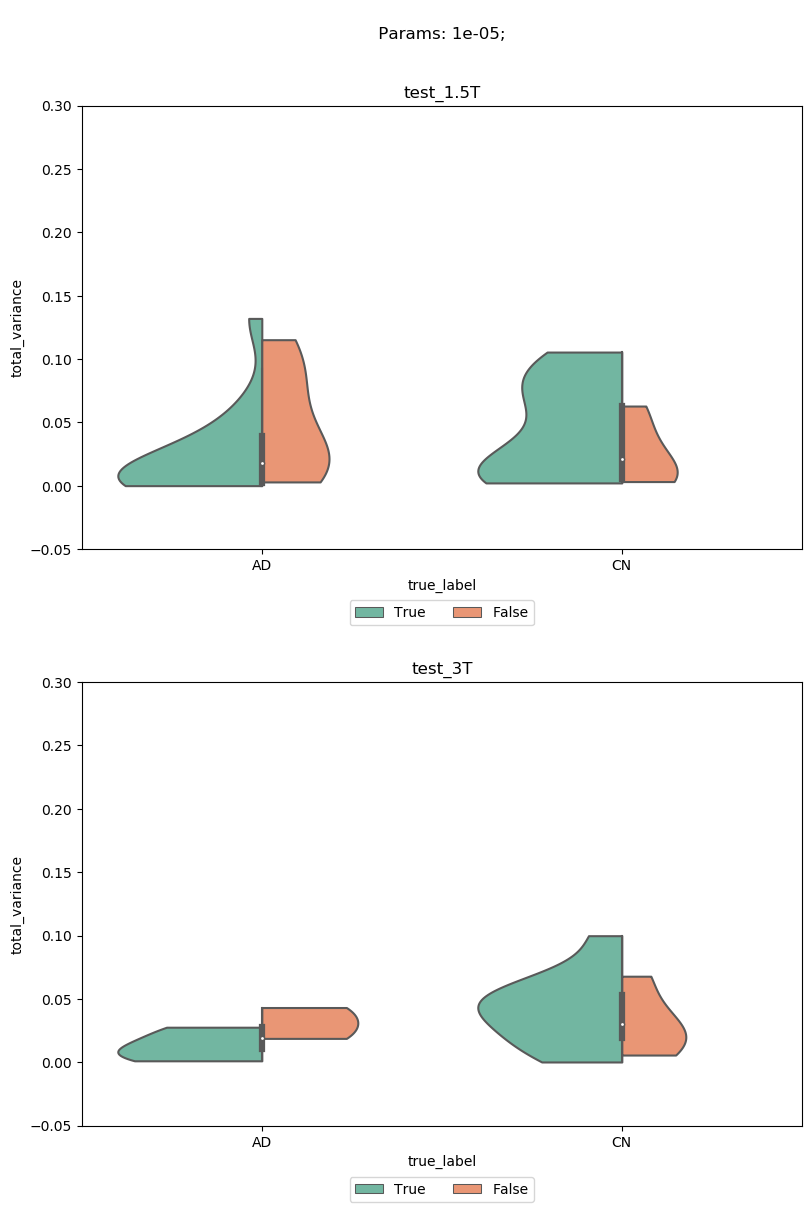 Params: 1e-05;
test_1.5T
0.30
0.25
0.20
0.15
0.10
0.05
0.00
−0.05
total_variance
AD CN
true_label
True False
test_3T
0.30
0.25
0.20
0.15
0.10
0.05
0.00
−0.05
total_variance
AD CN
true_label
True False